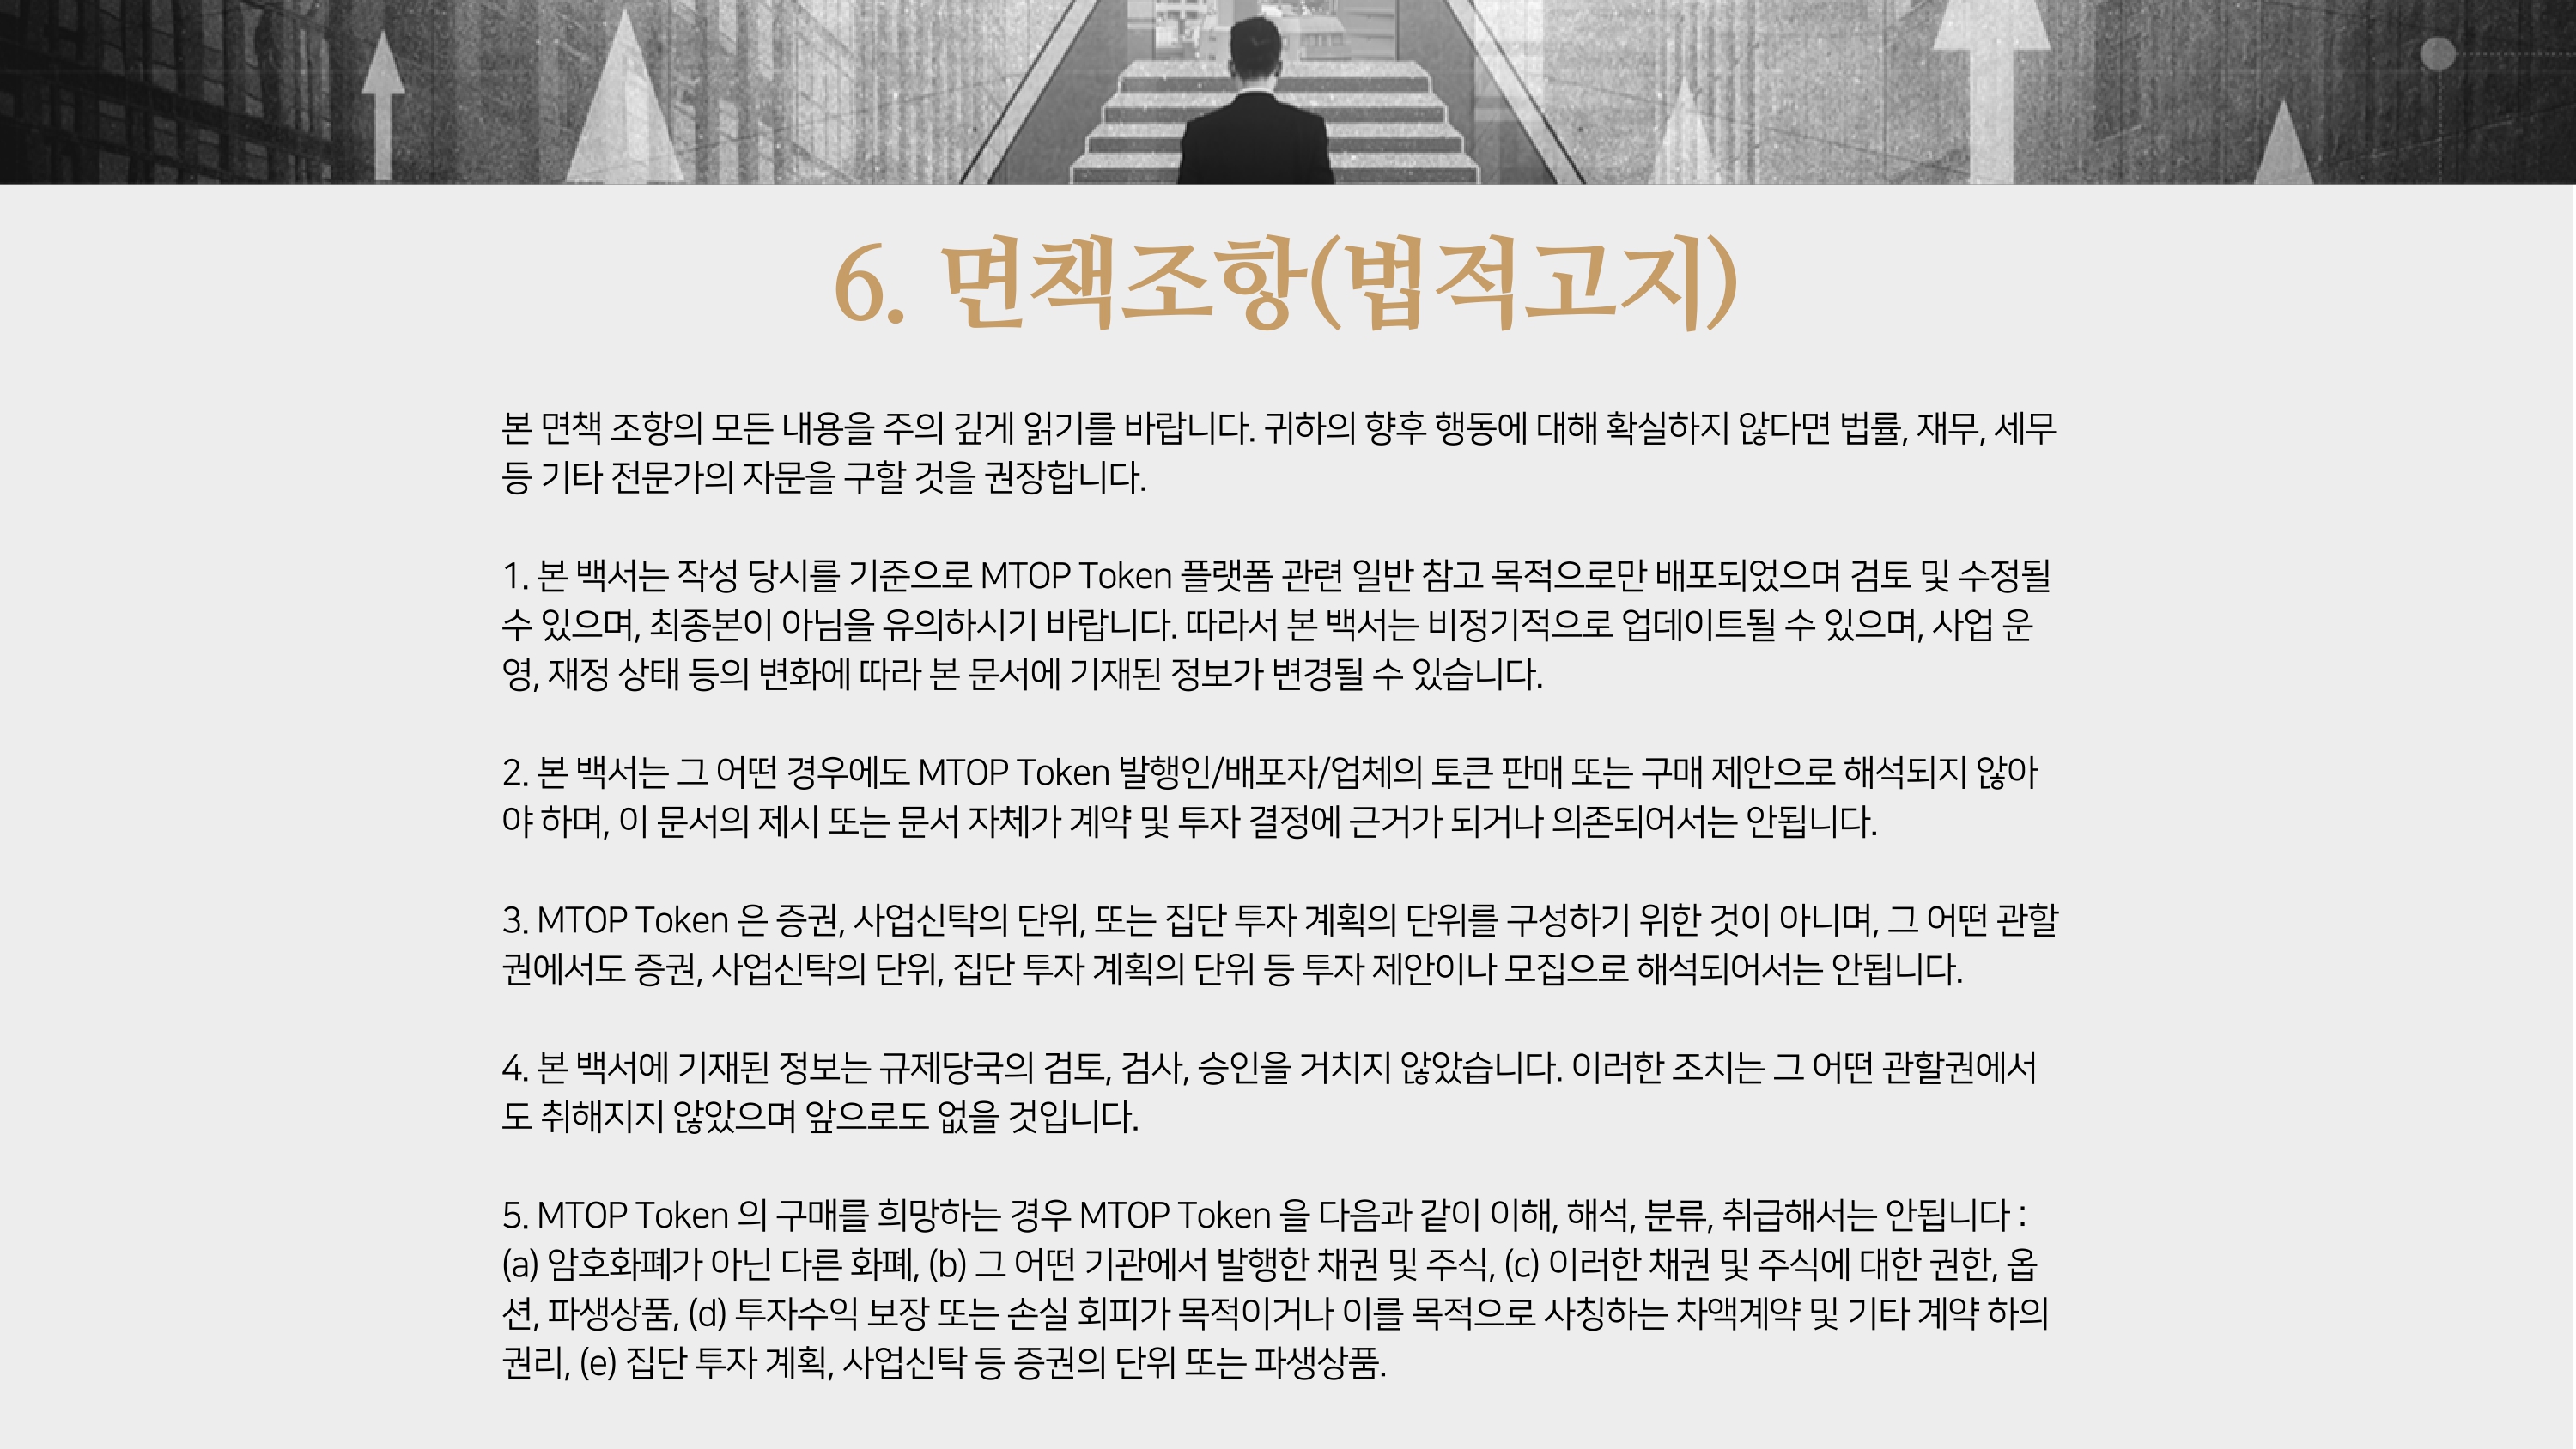 6. 면책조항(법적고지)
본 면책 조항의 모든 내용을 주의 깊게 읽기를 바랍니다. 귀하의 향후 행동에 대해 확실하지 않다면 법률, 재무, 세무
등 기타 전문가의 자문을 구할 것을 권장합니다.
1. 본 백서는 작성 당시를 기준으로 MTOP Token 플랫폼 관련 일반 참고 목적으로만 배포되었으며 검토 및 수정될
수 있으며, 최종본이 아님을 유의하시기 바랍니다. 따라서 본 백서는 비정기적으로 업데이트될 수 있으며, 사업 운
영, 재정 상태 등의 변화에 따라 본 문서에 기재된 정보가 변경될 수 있습니다.
2. 본 백서는 그 어떤 경우에도 MTOP Token 발행인/배포자/업체의 토큰 판매 또는 구매 제안으로 해석되지 않아
야 하며, 이 문서의 제시 또는 문서 자체가 계약 및 투자 결정에 근거가 되거나 의존되어서는 안됩니다.
3. MTOP Token 은 증권, 사업신탁의 단위, 또는 집단 투자 계획의 단위를 구성하기 위한 것이 아니며, 그 어떤 관할
권에서도 증권, 사업신탁의 단위, 집단 투자 계획의 단위 등 투자 제안이나 모집으로 해석되어서는 안됩니다.
4. 본 백서에 기재된 정보는 규제당국의 검토, 검사, 승인을 거치지 않았습니다. 이러한 조치는 그 어떤 관할권에서
도 취해지지 않았으며 앞으로도 없을 것입니다.
5. MTOP Token 의 구매를 희망하는 경우 MTOP Token 을 다음과 같이 이해, 해석, 분류, 취급해서는 안됩니다 :
(a) 암호화폐가 아닌 다른 화폐, (b) 그 어떤 기관에서 발행한 채권 및 주식, (c) 이러한 채권 및 주식에 대한 권한, 옵
션, 파생상품, (d) 투자수익 보장 또는 손실 회피가 목적이거나 이를 목적으로 사칭하는 차액계약 및 기타 계약 하의
권리, (e) 집단 투자 계획, 사업신탁 등 증권의 단위 또는 파생상품.